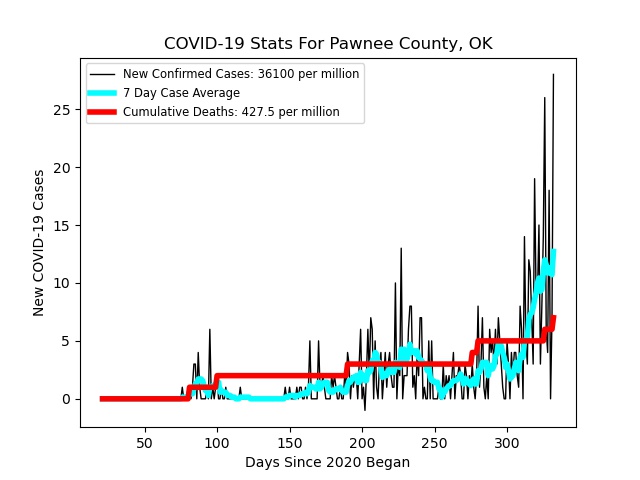 COVID-19 Stats For Pawnee County, OK
New Confirmed Cases: 36100 per million
7 Day Case Average
Cumulative Deaths: 427.5 per million
New COVID-19 Cases
25
20
15
10
5
0
50
100
150
200
250
300
Days Since 2020 Began